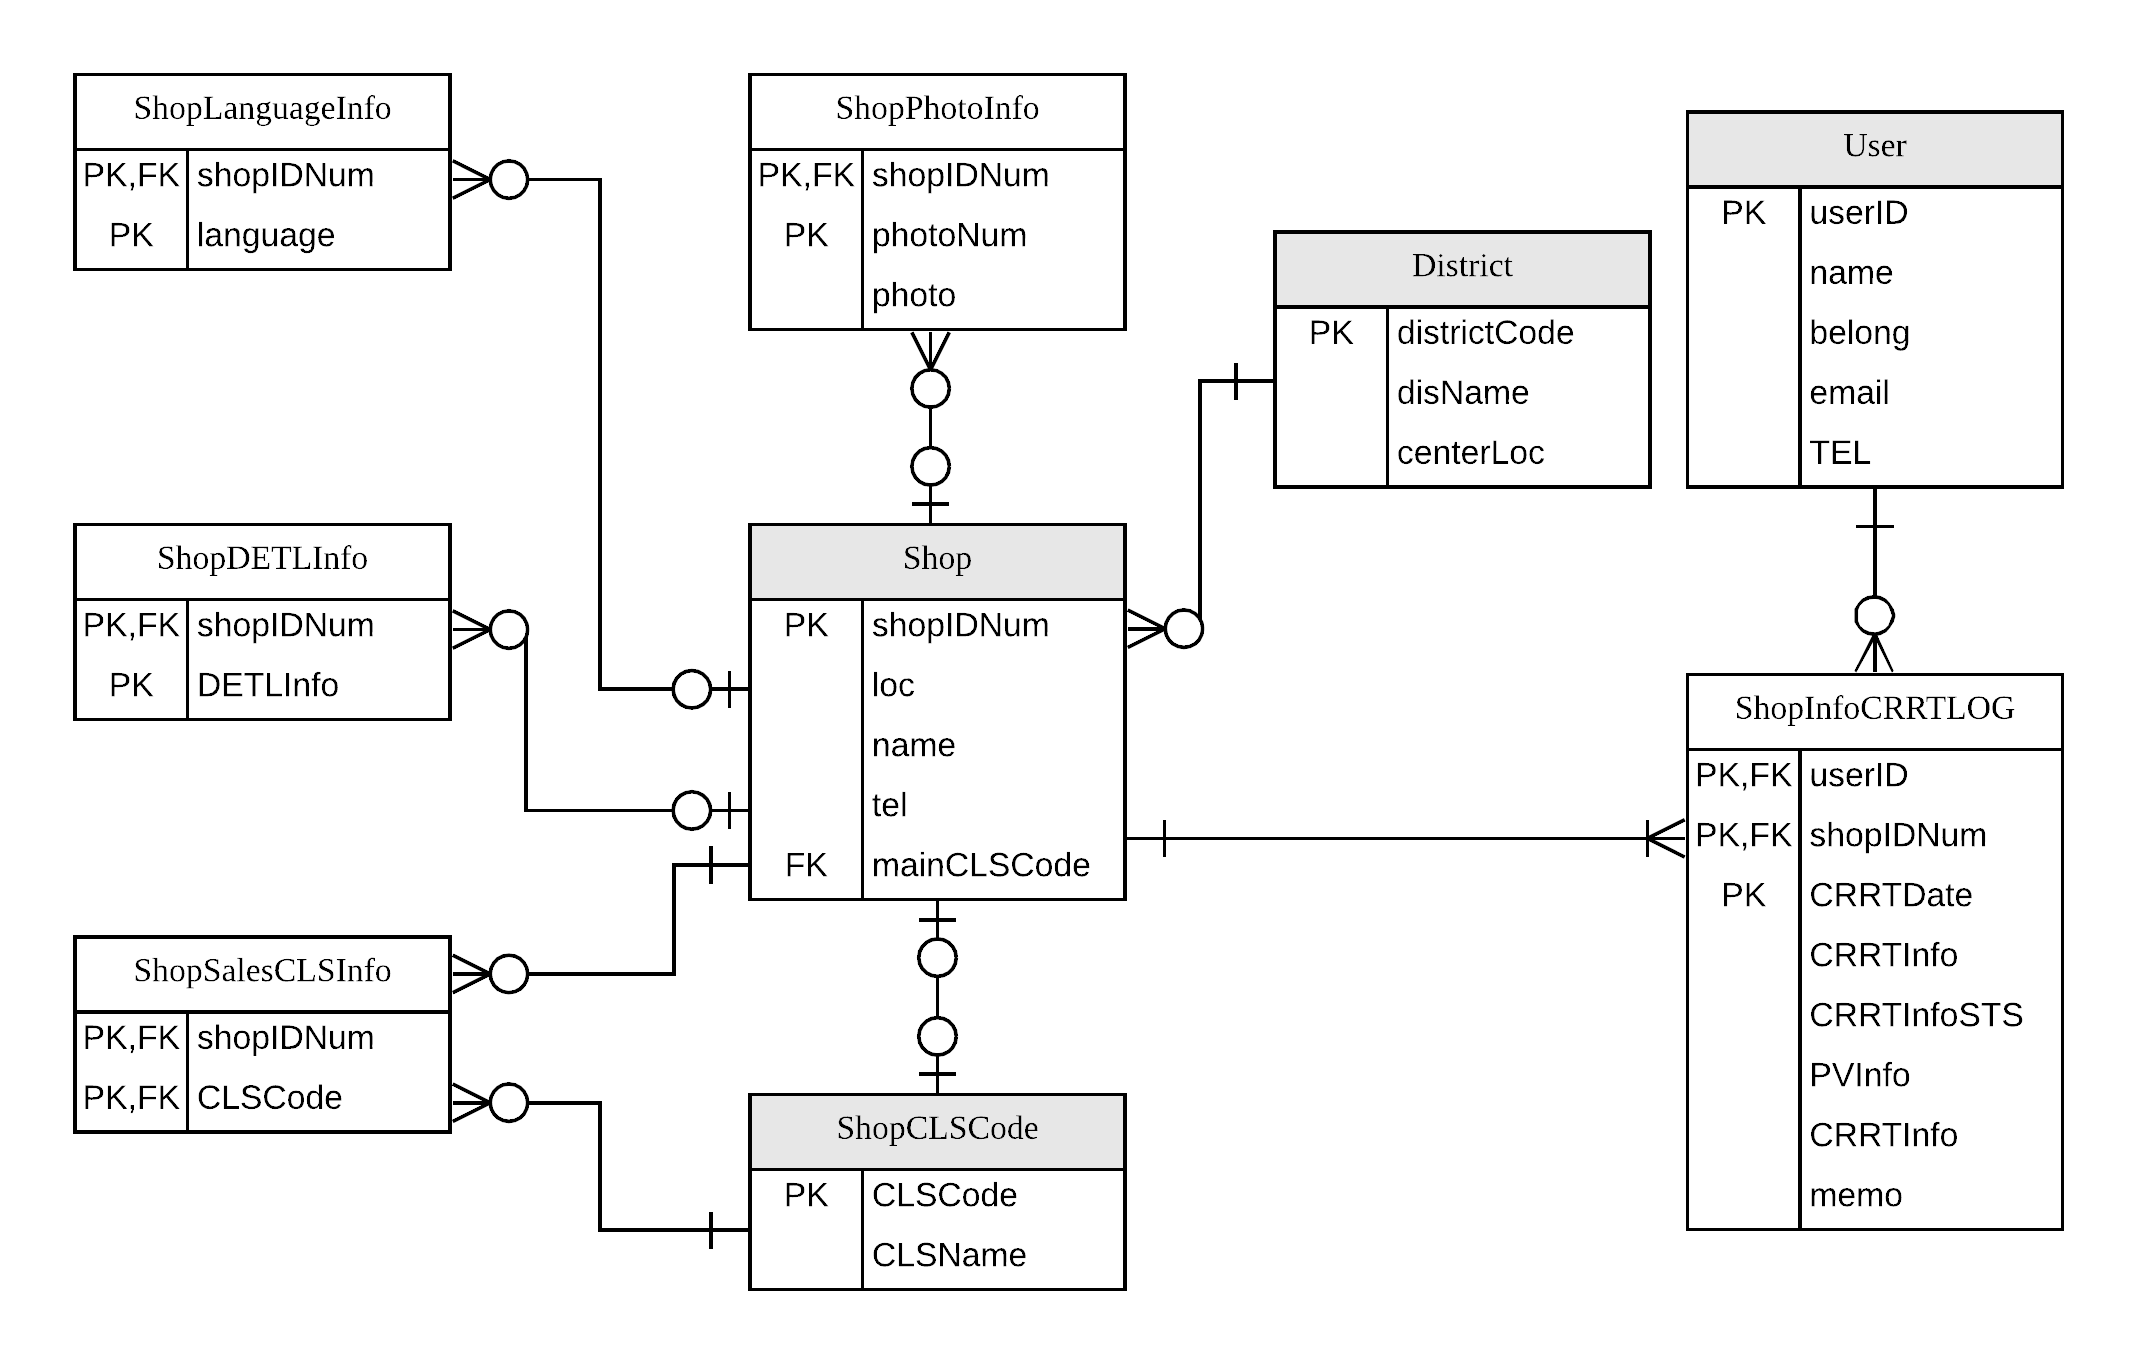 ShopLanguageInfo
PK,FK shopIDNum
PK language
ShopPhotoInfo
PK,FK shopIDNum
PK photoNum
photo
District
PK districtCode
disName
centerLoc
User
PK userID
name
belong
email
TEL
ShopDETLInfo
PK,FK shopIDNum
PK DETLInfo
Shop
PK shopIDNum
loc
name
tel
FK mainCLSCode
ShopInfoCRRTLOG
PK,FK userID
PK,FK shopIDNum
PK CRRTDate
CRRTInfo
CRRTInfoSTS
PVInfo
CRRTInfo
memo
ShopSalesCLSInfo
PK,FK shopIDNum
PK,FK CLSCode
ShopCLSCode
PK CLSCode
CLSName